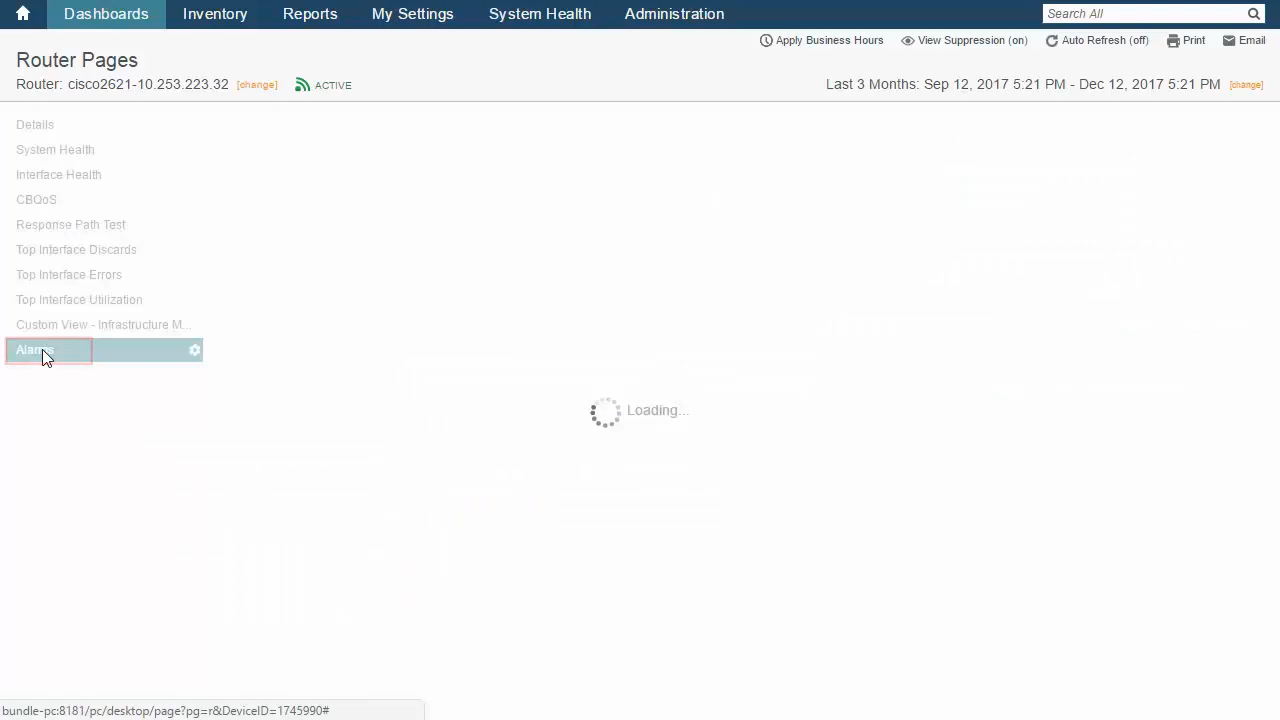 Dashboards Inventory Reports My Settings System Health Administration Search All
Apply Business Hours View Suppression (on) Auto Refresh (off) Print Email
Router Pages
Router: cisco2621-10.253.223.32 [change] ACTIVE Last 3 Months: Sep 12, 2017 5:21 PM - Dec 12, 2017 5:21 PM [change]
Details
System Health
Interface Health
CBQoS
Response Path Test
Top Interface Discards
Top Interface Errors
Top Interface Utilization
Custom View - Infrastructure M...
Alarms
Loading...
bundle-pc:8181/pc/desktop/page?pg=r&DeviceID=1745990#